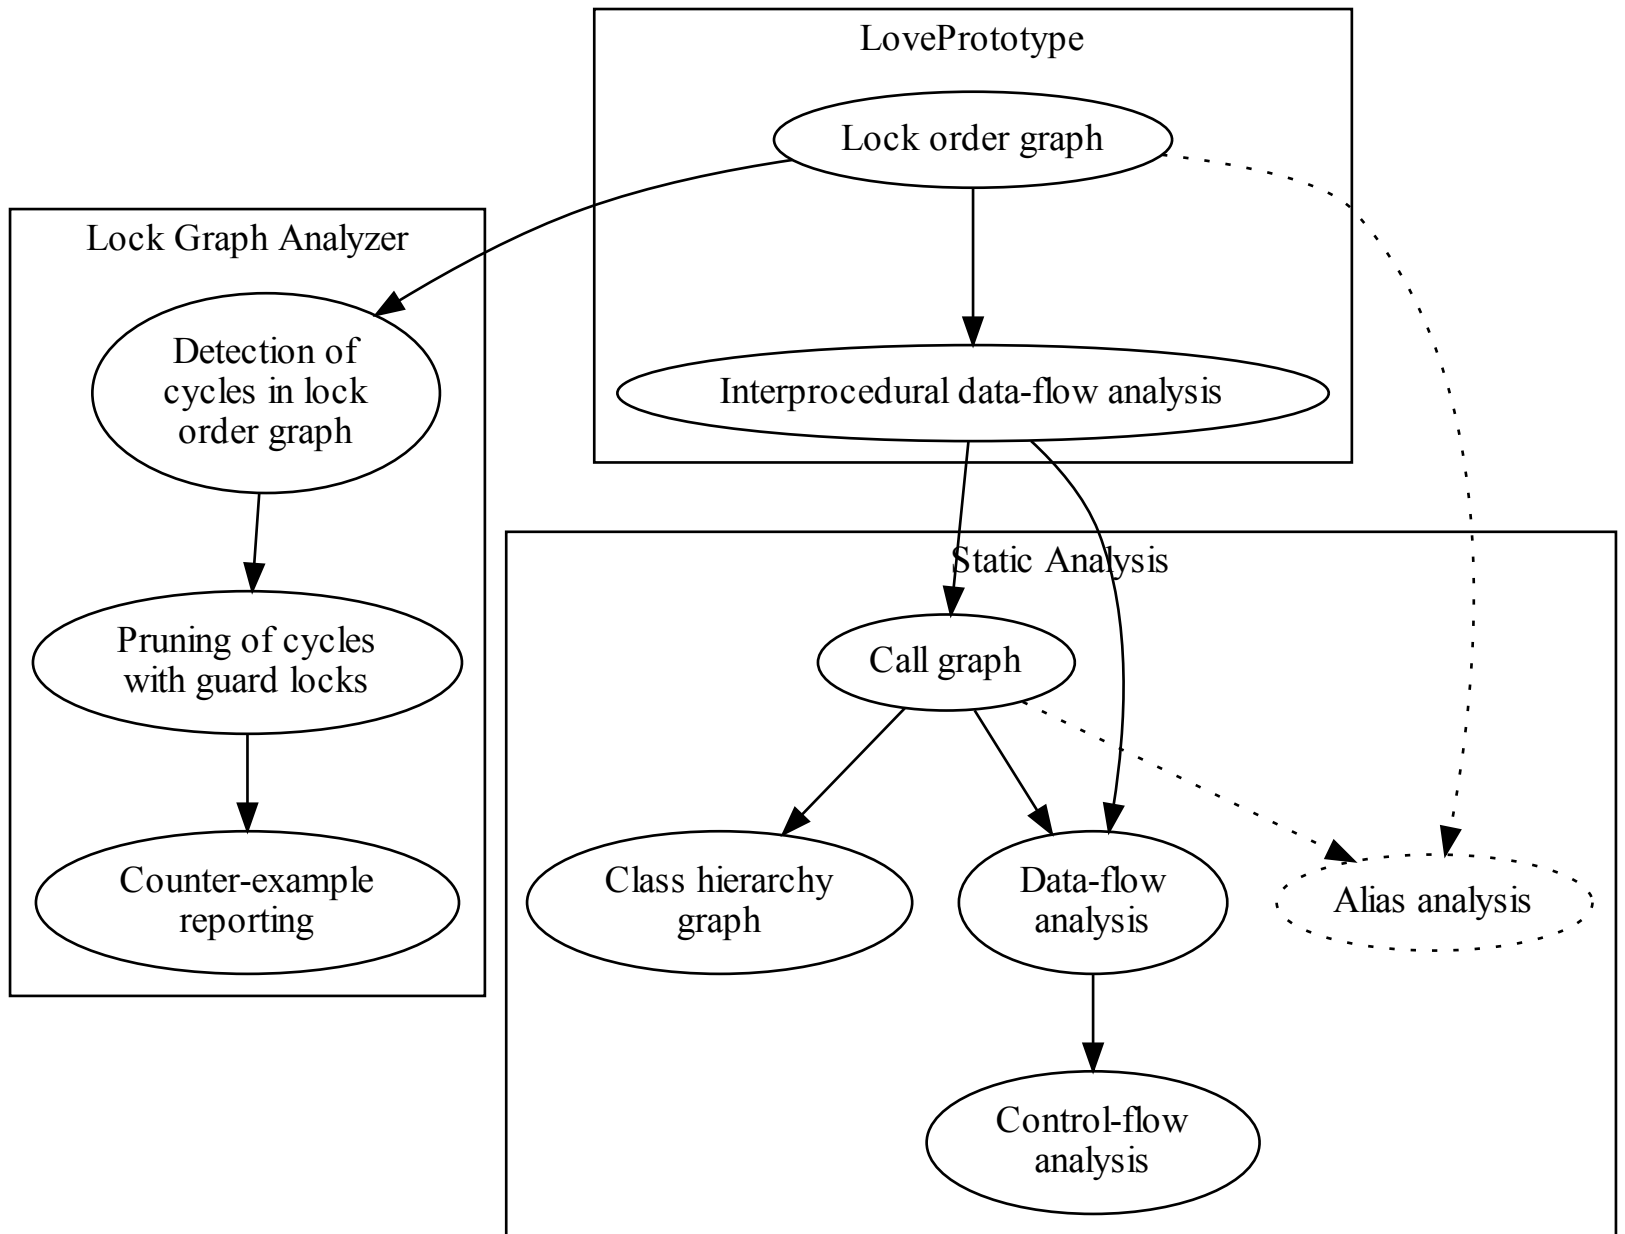 LovePrototype
Lock order graph
Interprocedural data-flow analysis
Lock Graph Analyzer
Detection of
cycles in lock
order graph
Pruning of cycles
with guard locks
Counter-example
reporting
Static Analysis
Call graph
Class hierarchy
graph
Data-flow
analysis
Alias analysis
Control-flow
analysis